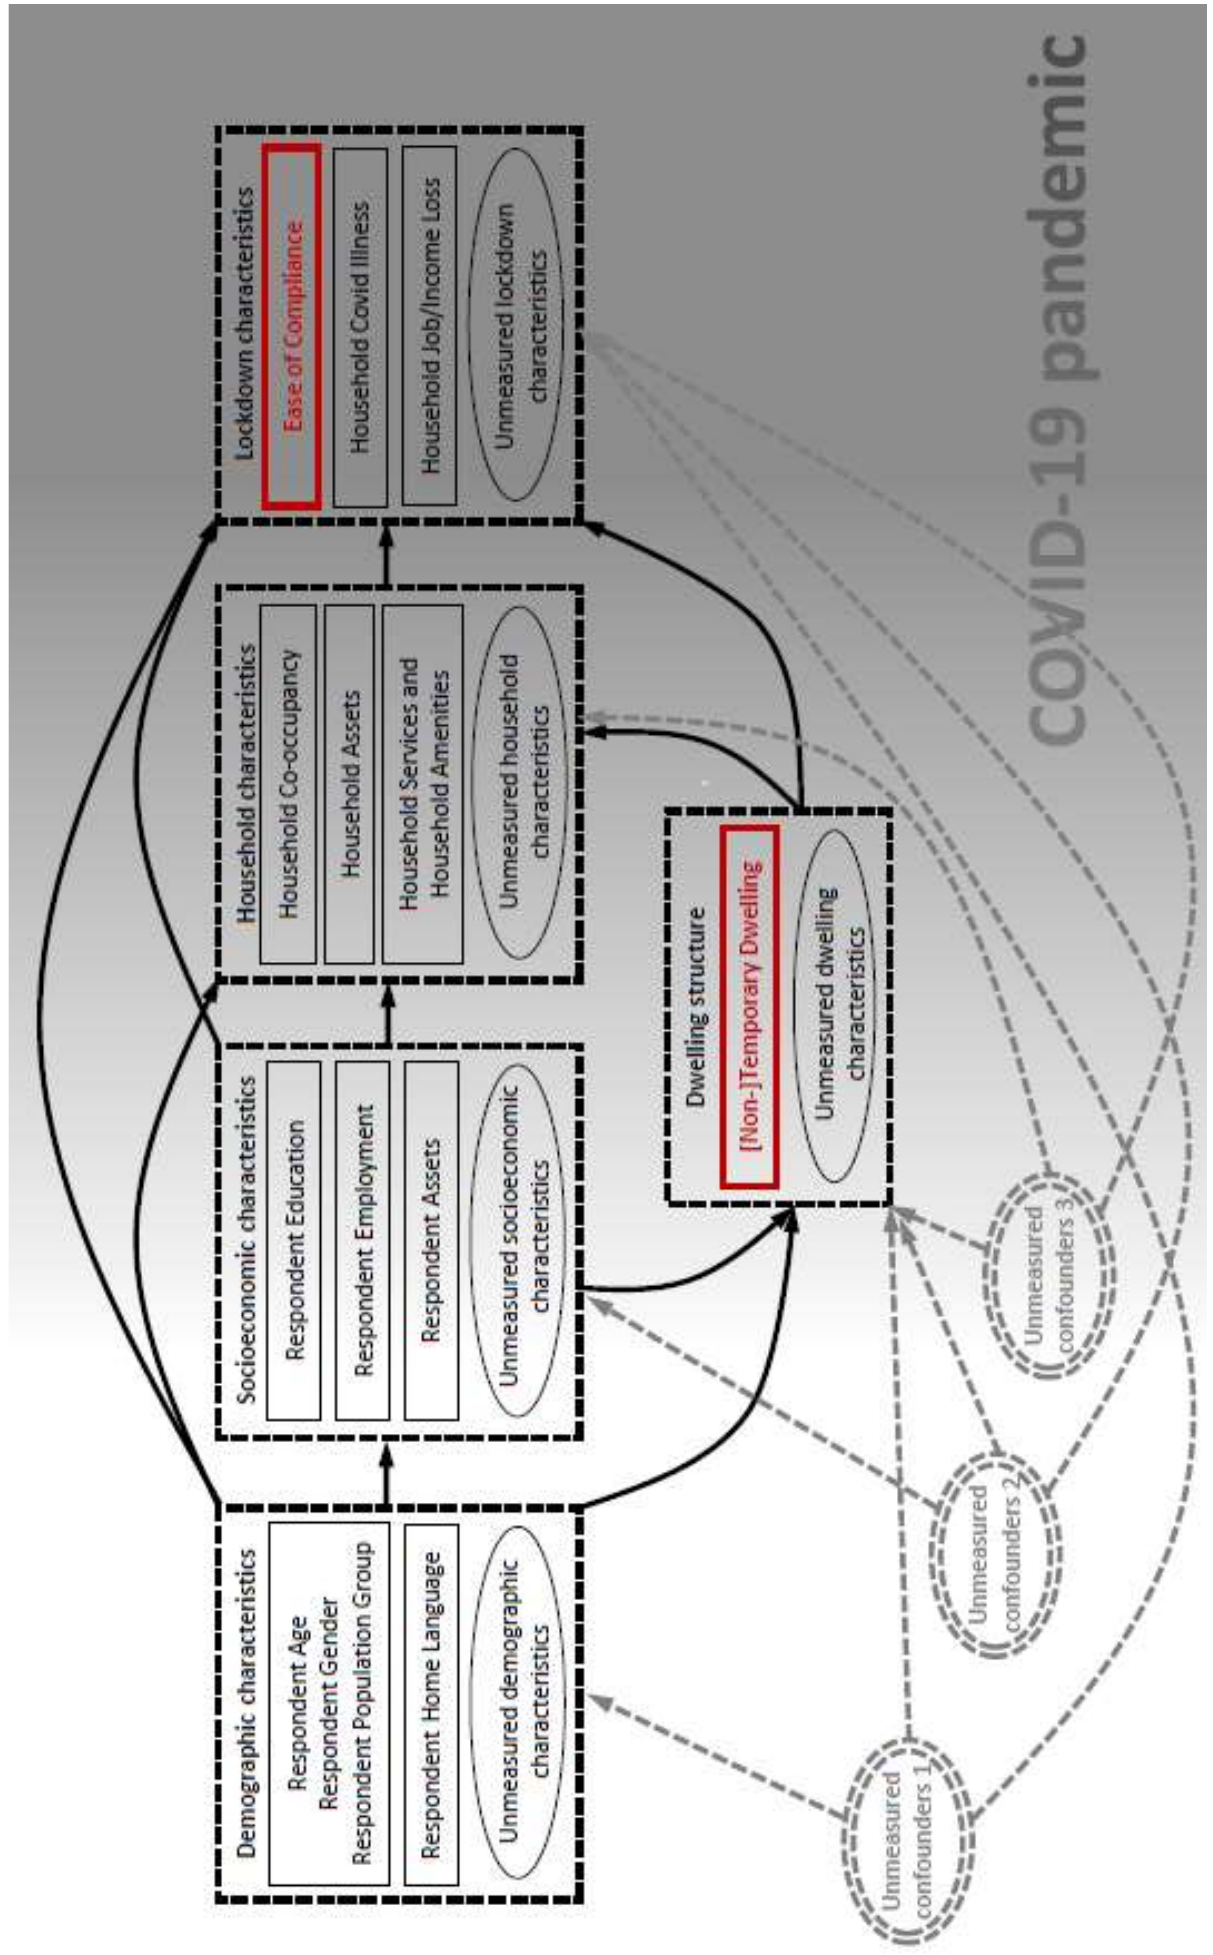 Demographic characteristics
Respondent Age
Respondent Gender
Respondent Population Group
Respondent Home Language
Unmeasured demographic
characteristics
Socioeconomic characteristics
Respondent Education
Respondent Employment
Respondent Assets
Unmeasured socioeconomic
characteristics
Household characteristics
Household Co-occupancy
Household Assets
Household Services and
Household Amenities
Unmeasured household
characteristics
Lockdown characteristics
Ease of Compliance
Household Covid Illness
Household Job/Income Loss
Unmeasured lockdown
characteristics
Dwelling structure
[Non-]Temporary Dwelling
Unmeasured dwelling
characteristics
Unmeasured
confounders 1
Unmeasured
confounders 2
Unmeasured
confounders 3
COVID-19 pandemic